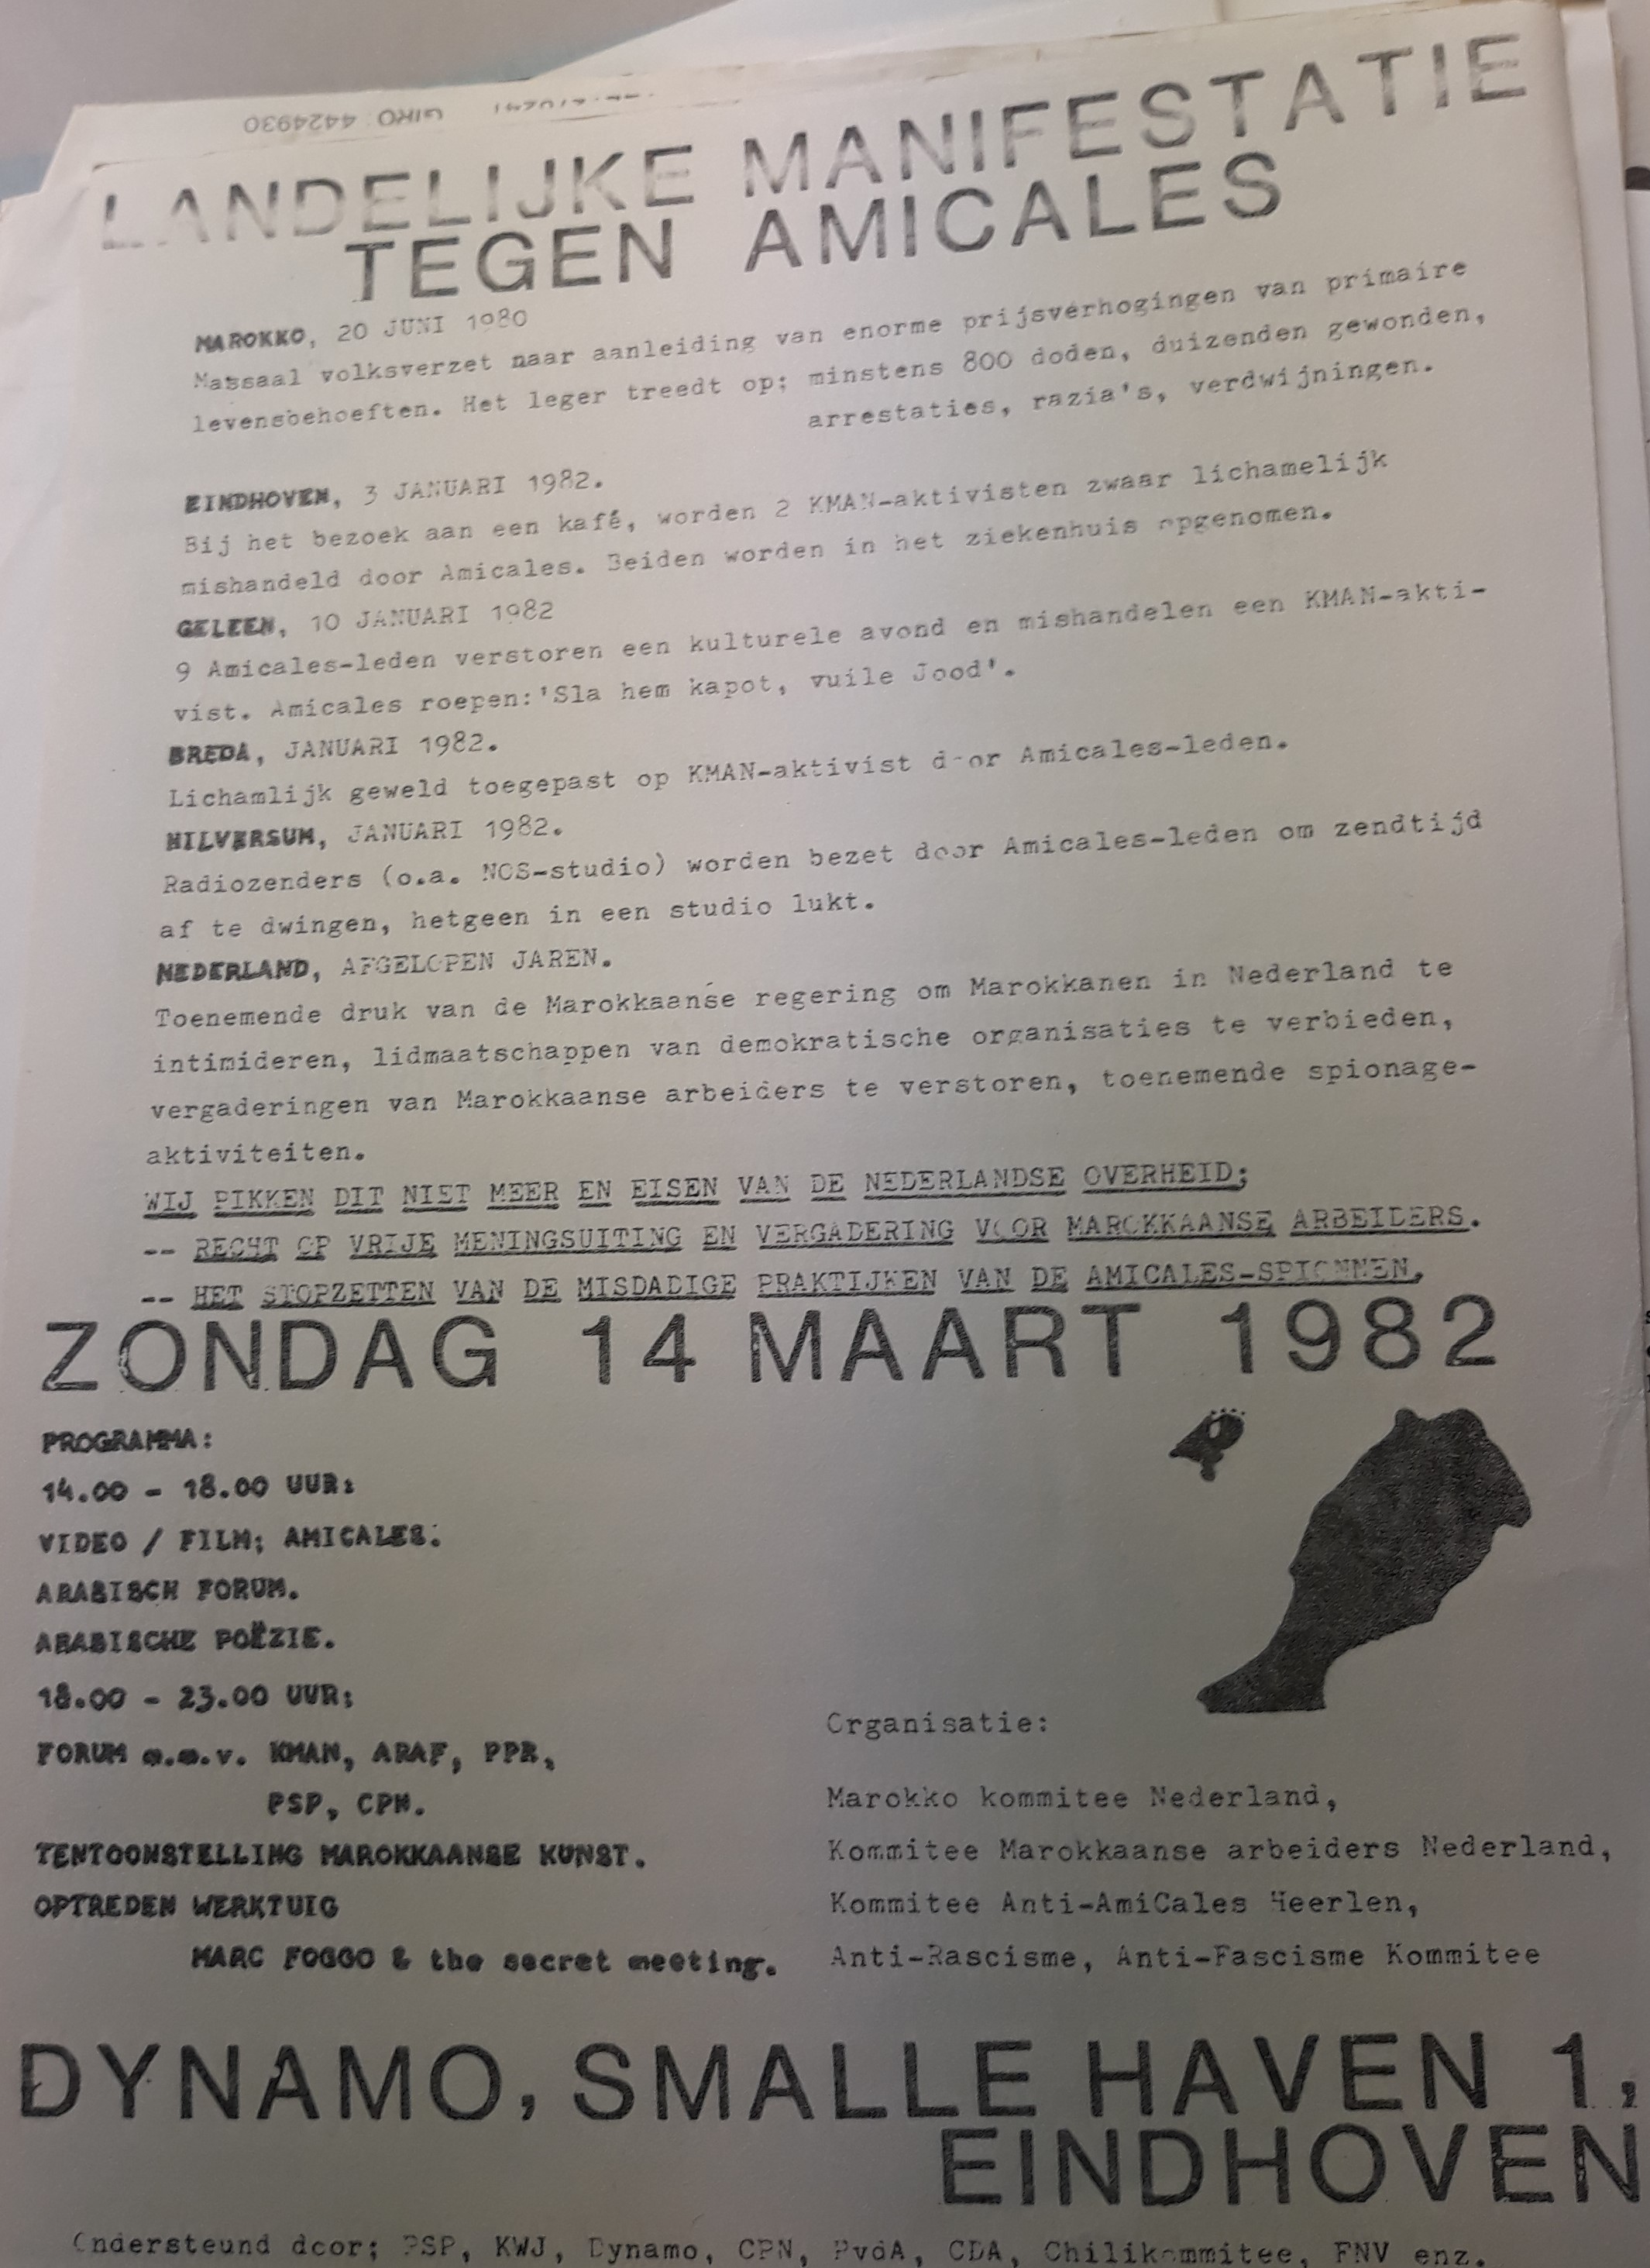 GIRO 4424930
LANDELIJKE MANIFESTATIE
TEGEN AMICALES
MAROKKO, 20 JUNI 1980
Massaal volksverzet naar aanleiding van enorme prijsverhogingen van primaire
levensbehoeften. Het leger treedt op; minstens 800 doden, duizenden gewonden,
arrestaties, razia's, verdwijningen.
EINDHOVEN, 3 JANUARI 1982.
Bij het bezoek aan een kafé, worden 2 KMAN-aktivisten zwaar lichamelijk
mishandeld door Amicales. Beiden worden in het ziekenhuis opgenomen.
GELEEN, 10 JANUARI 1982
9 Amicales-leden verstoren een kulturele avond en mishandelen een KMAN-akti-
vist. Amicales roepen:'Sla hem kapot, vuile Jood'.
BREDA, JANUARI 1982.
Lichamlijk geweld toegepast op KMAN-aktivist door Amicales-leden.
HILVERSUM, JANUARI 1982.
Radiozenders (o.a. NOS-studio) worden bezet door Amicales-leden om zendtijd
af te dwingen, hetgeen in een studio lukt.
NEDERLAND, AFGELOPEN JAREN.
Toenemende druk van de Marokkaanse regering om Marokkanen in Nederland te
intimideren, lidmaatschappen van demokratische organisaties te verbieden,
vergaderingen van Marokkaanse arbeiders te verstoren, toenemende spionage-
aktiviteiten.
WIJ PIKKEN DIT NIET MEER EN EISEN VAN DE NEDERLANDSE OVERHEID;
-- RECHT OP VRIJE MENINGSUITING EN VERGADERING VOOR MAROKKAANSE ARBEIDERS.
-- HET STOPZETTEN VAN DE MISDADIGE PRAKTIJKEN VAN DE AMICALES-SPIONNEN.
ZONDAG 14 MAART 1982
PROGRAMMA:
14.00 - 18.00 UUR:
VIDEO / FILM; AMICALES.
ARABISCH FORUM.
ARABISCHE POËZIE.
18.00 - 23.00 UUR;
FORUM m.m.v. KMAN, ARAF, PPR,
PSP, CPN.
TENTOONSTELLING MAROKKAANSE KUNST.
OPTREDEN WERKTUIG
MARC FOGGO & the secret meeting.
Organisatie:
Marokko kommitee Nederland,
Kommitee Marokkaanse arbeiders Nederland,
Kommitee Anti-AmiCales Heerlen,
Anti-Rascisme, Anti-Fascisme Kommitee
DYNAMO, SMALLE HAVEN 1,
EINDHOVEN
Ondersteund door; PSP, KWJ, Dynamo, CPN, PvdA, CDA, Chilikommitee, FNV enz.